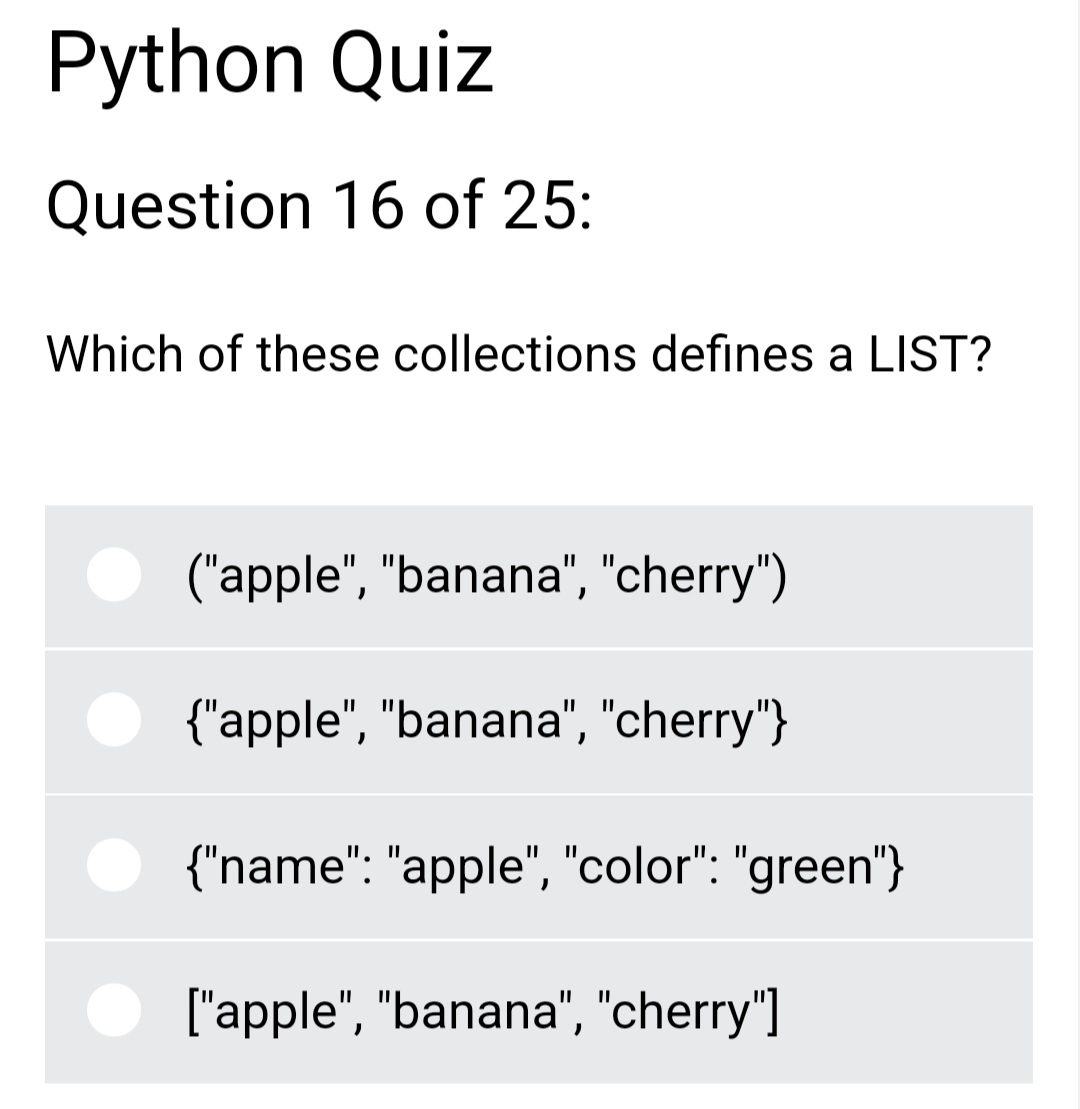 Python Quiz
Question 16 of 25:
Which of these collections defines a LIST?
("apple", "banana", "cherry")
{"apple", "banana", "cherry"}
{"name": "apple", "color": "green"}
["apple", "banana", "cherry"]